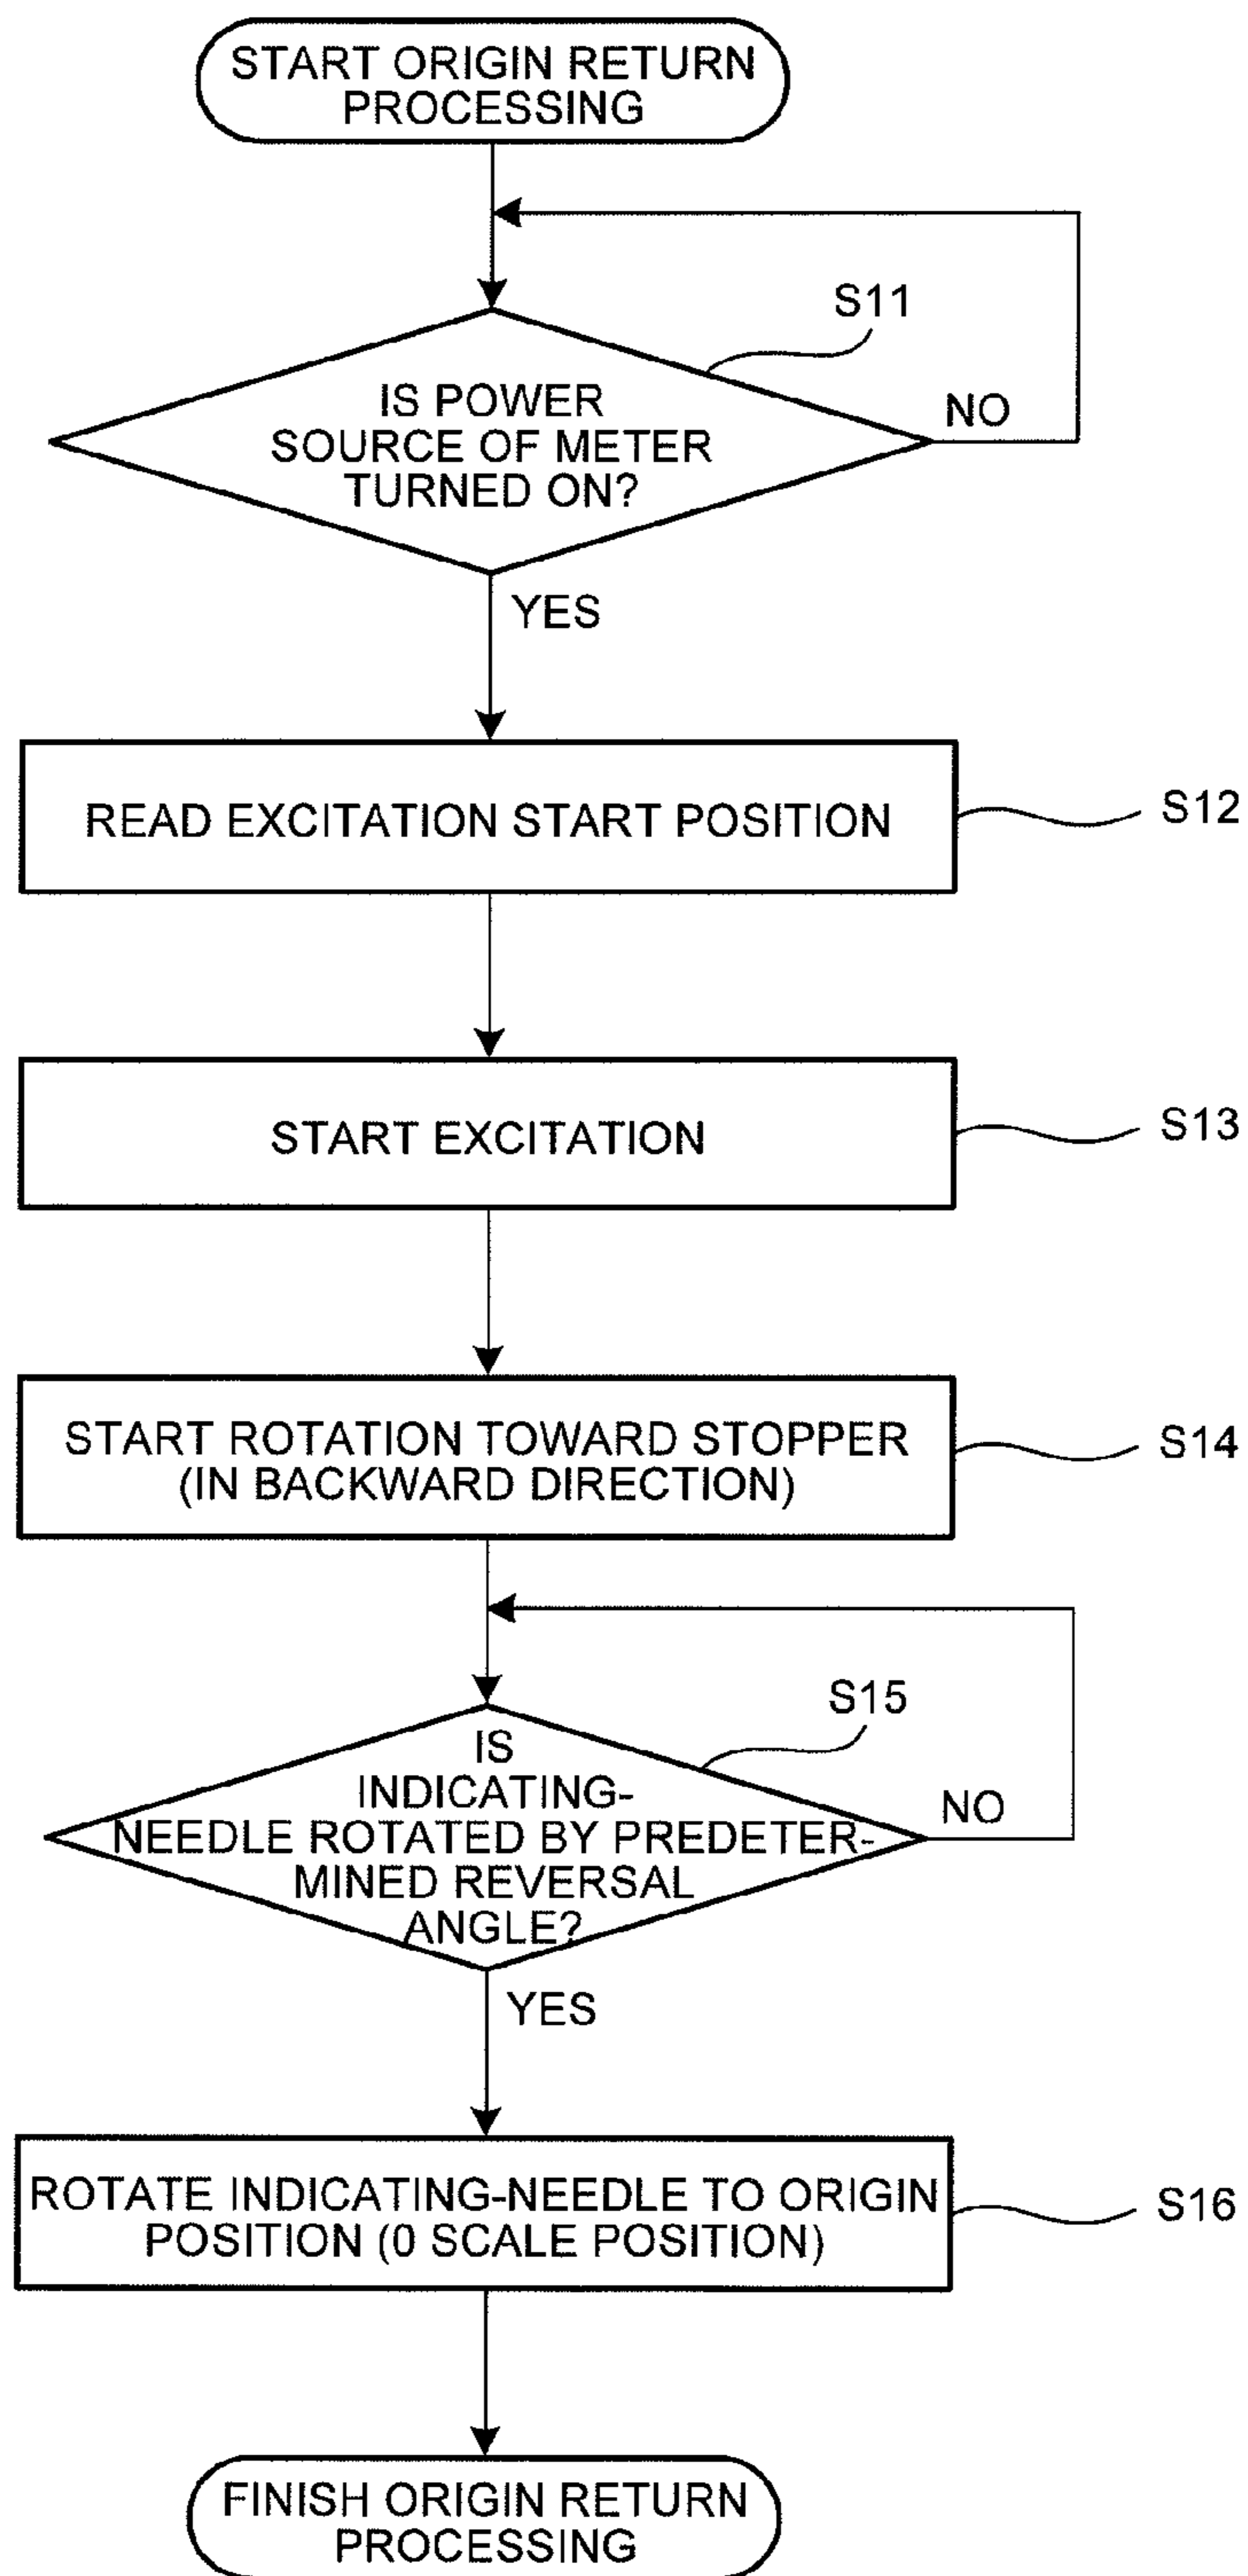 START ORIGIN RETURN
PROCESSING
S11
IS POWER
SOURCE OF METER
TURNED ON?
NO
YES
READ EXCITATION START POSITION
S12
START EXCITATION
S13
START ROTATION TOWARD STOPPER
(IN BACKWARD DIRECTION)
S14
S15
IS
INDICATING-
NEEDLE ROTATED BY PREDETER-
MINED REVERSAL
ANGLE?
NO
YES
ROTATE INDICATING-NEEDLE TO ORIGIN
POSITION (0 SCALE POSITION)
S16
FINISH ORIGIN RETURN
PROCESSING